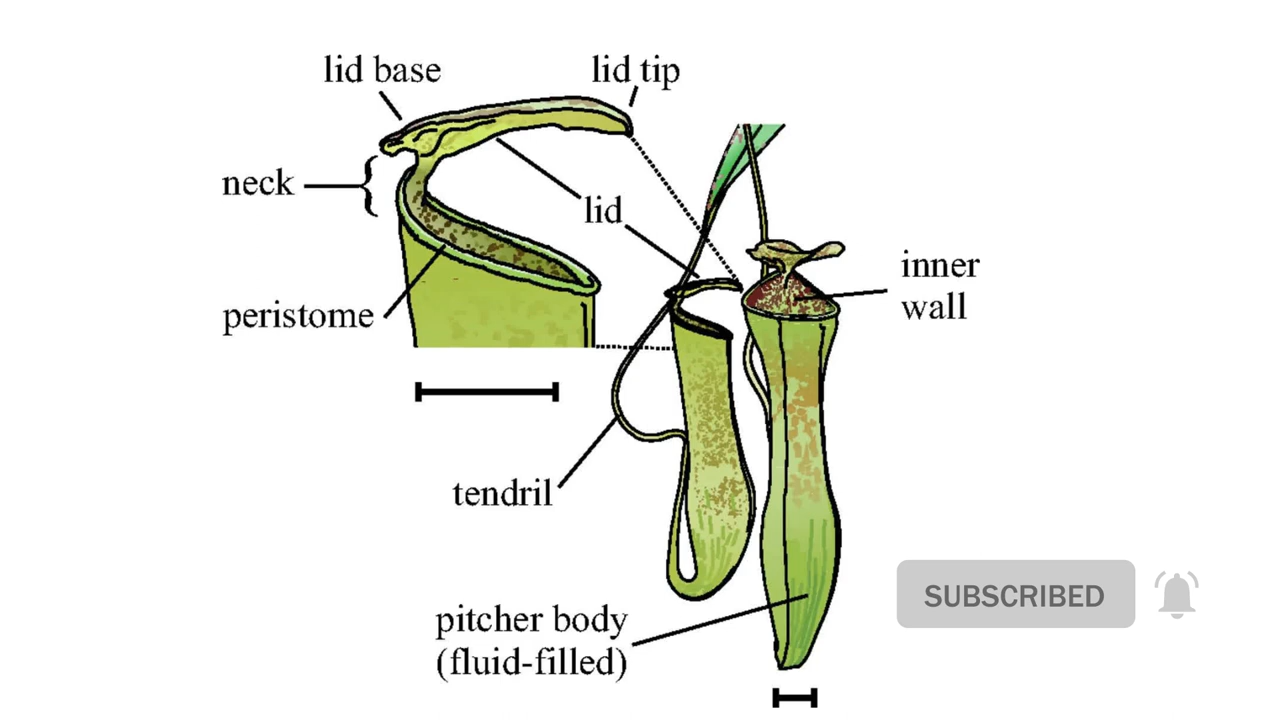 lid base
lid tip
neck
lid
inner
wall
peristome
tendril
SUBSCRIBED
pitcher body
(fluid-filled)